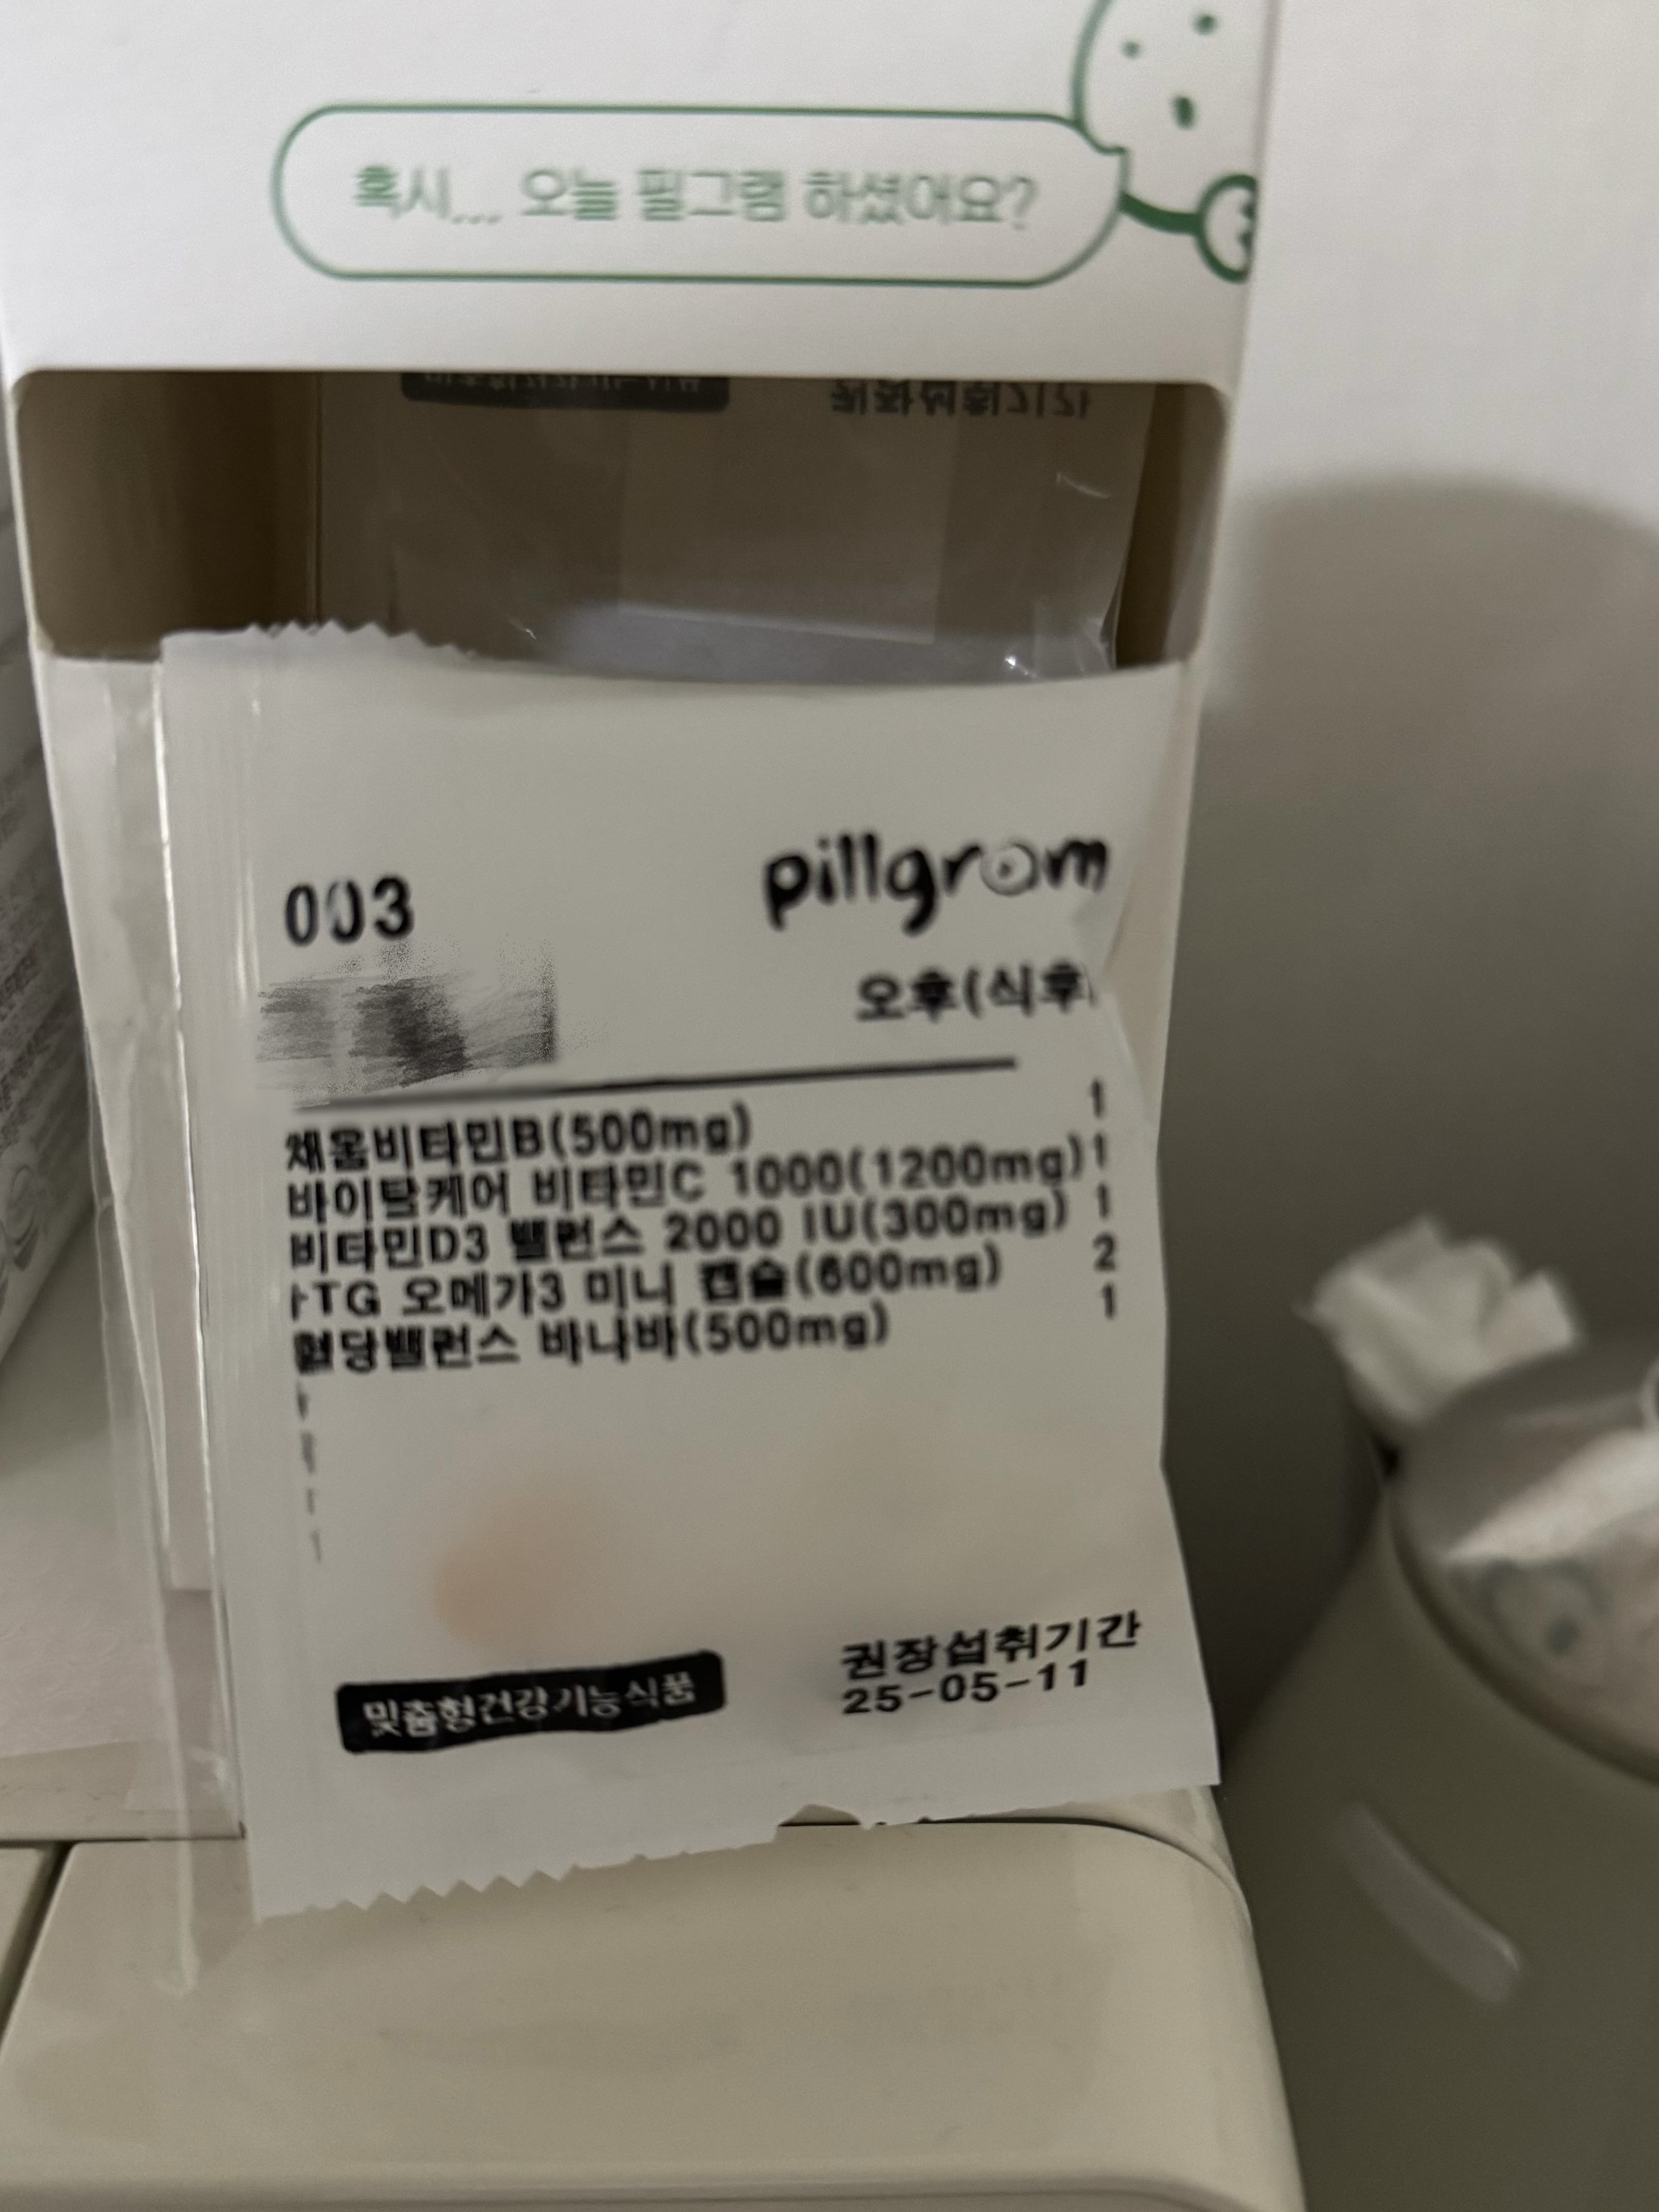 혹시... 오늘 필그램 하셨어요?
003
pillgram
오후(식후
채움비타민B(500mg) 1
바이탈케어 비타민C 1000(1200mg) 1
비타민D3 밸런스 2000 IU(300mg) 1
rTG 오메가3 미니 캡슐(600mg) 2
혈당밸런스 바나바(500mg) 1
맞춤형건강기능식품
권장섭취기간
25-05-11